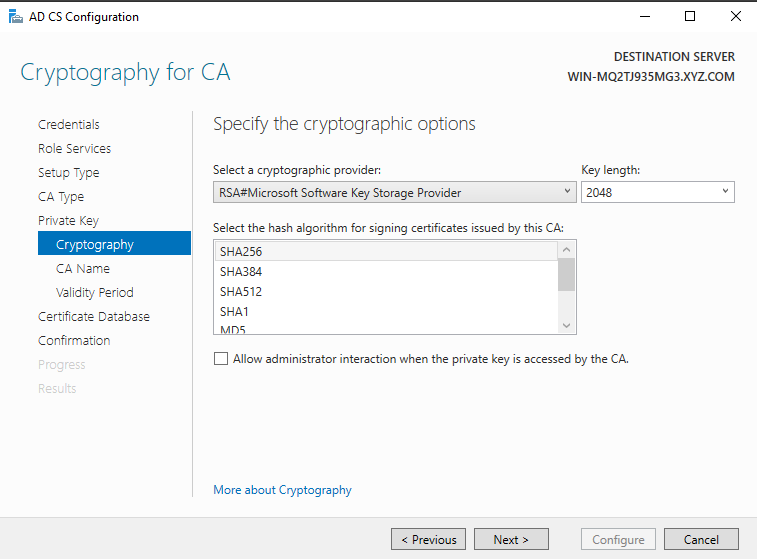 AD CS Configuration
Cryptography for CA
DESTINATION SERVER
WIN-MQ2TJ935MG3.XYZ.COM
Credentials
Role Services
Setup Type
CA Type
Private Key
Cryptography
CA Name
Validity Period
Certificate Database
Confirmation
Progress
Results
Specify the cryptographic options
Select a cryptographic provider:
Key length:
RSA#Microsoft Software Key Storage Provider
2048
Select the hash algorithm for signing certificates issued by this CA:
SHA256
SHA384
SHA512
SHA1
MD5
Allow administrator interaction when the private key is accessed by the CA.
More about Cryptography
< Previous
Next >
Configure
Cancel